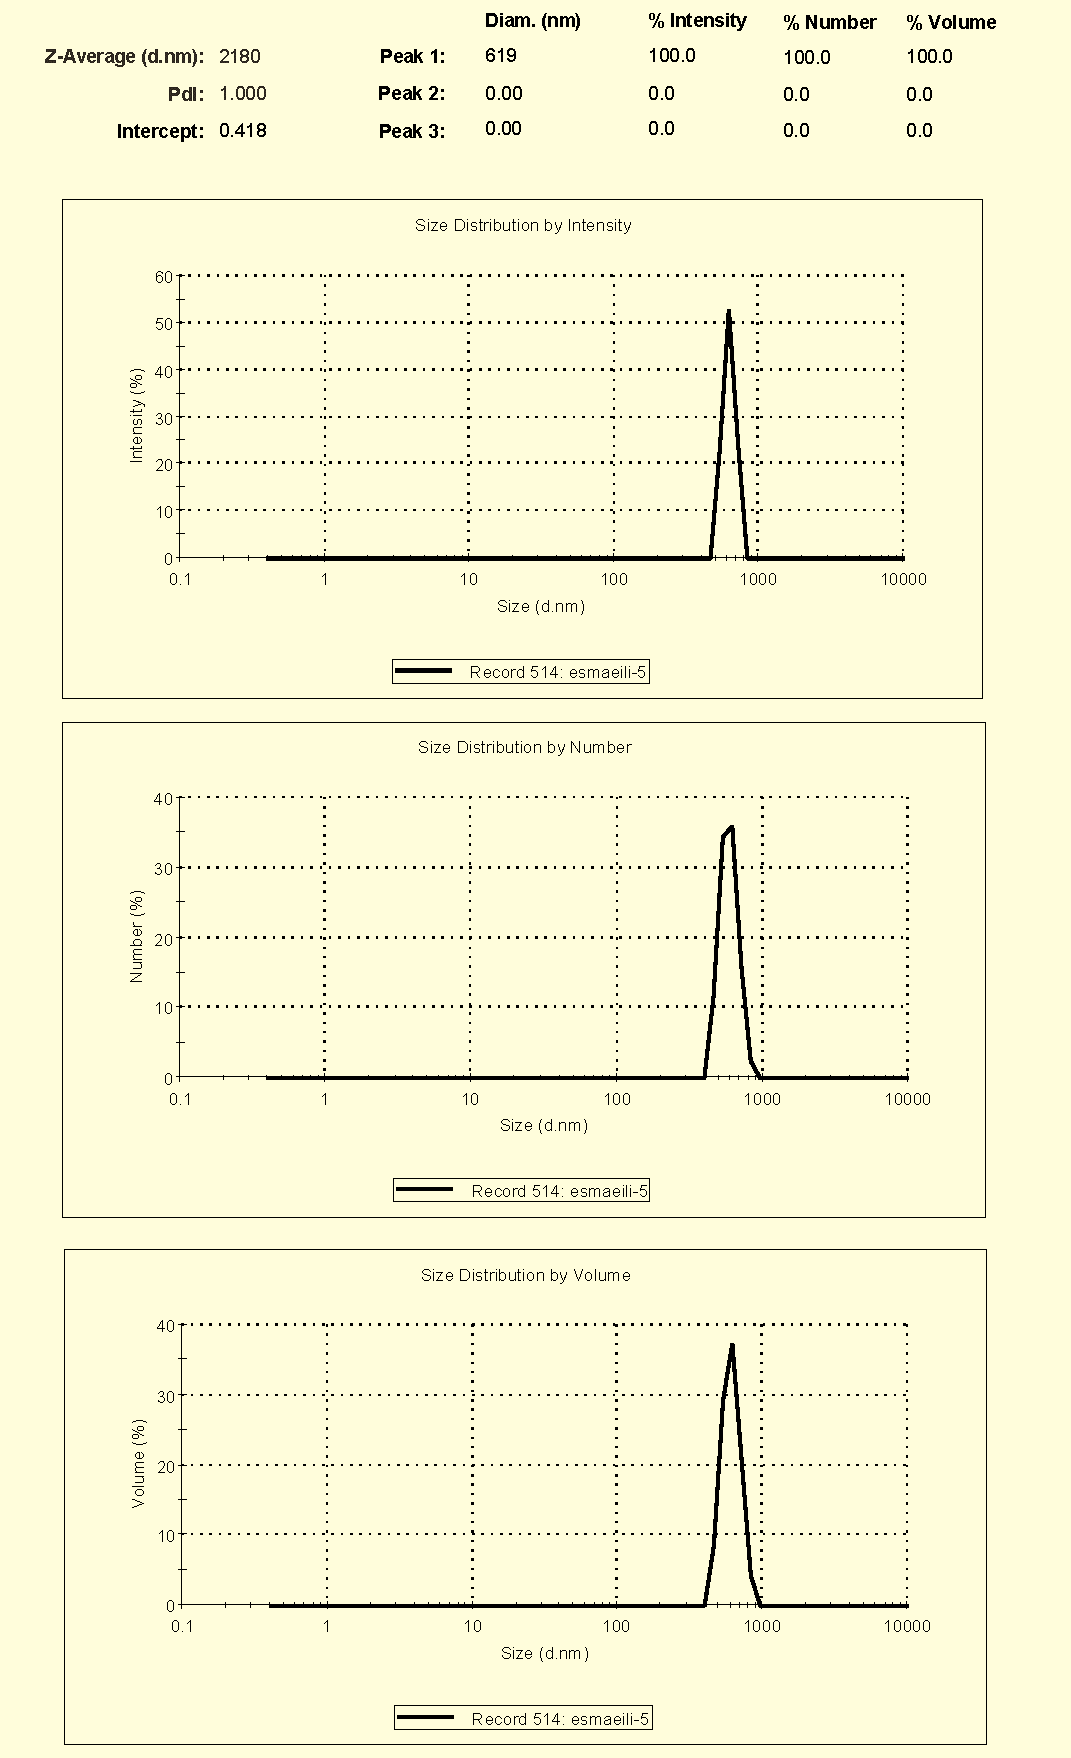 Diam. (nm) % Intensity % Number % Volume
Z-Average (d.nm): 2180 Peak 1: 619 100.0 100.0 100.0
PdI: 1.000 Peak 2: 0.00 0.0 0.0 0.0
Intercept: 0.418 Peak 3: 0.00 0.0 0.0 0.0
Size Distribution by Intensity
60
50
40
30
20
10
0
Intensity (%)
0.1 1 10 100 1000 10000
Size (d.nm)
Record 514: esmaeili-5
Size Distribution by Number
40
30
20
10
0
Number (%)
0.1 1 10 100 1000 10000
Size (d.nm)
Record 514: esmaeili-5
Size Distribution by Volume
40
30
20
10
0
Volume (%)
0.1 1 10 100 1000 10000
Size (d.nm)
Record 514: esmaeili-5